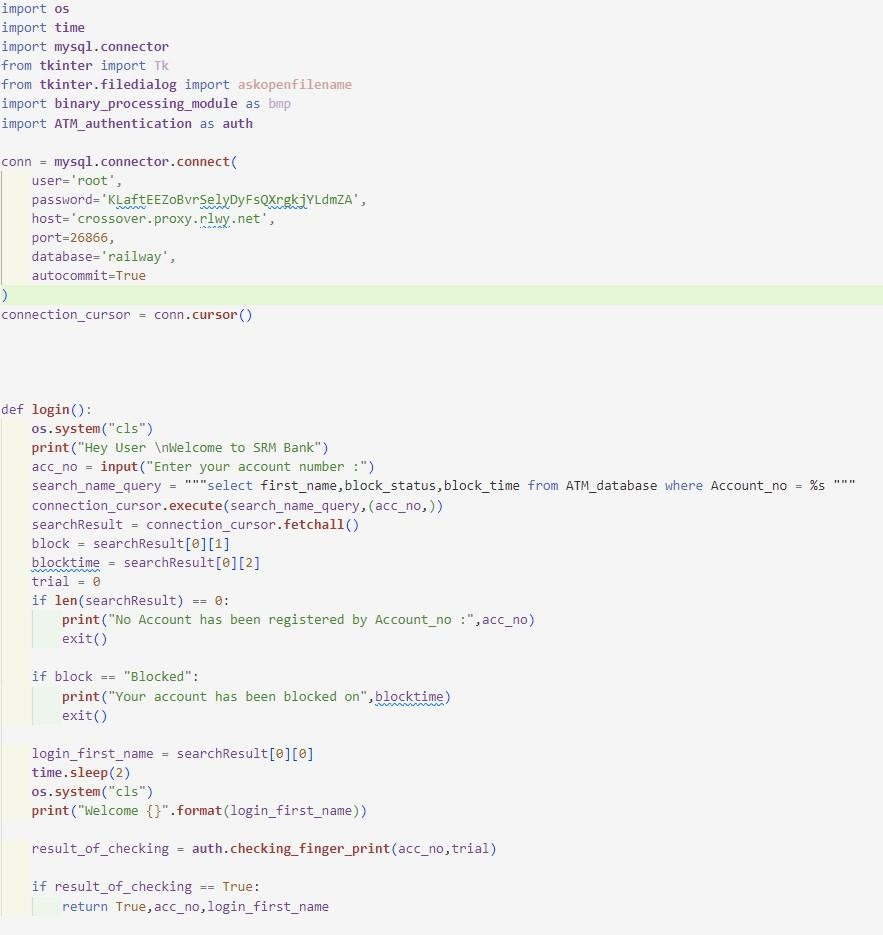 import os
import time
import mysql.connector
from tkinter import Tk
from tkinter.filedialog import askopenfilename
import binary_processing_module as bmp
import ATM_authentication as auth
conn = mysql.connector.connect(
user='root',
password='KLaftEEZoBvrSelyDyFsQXrgkjYLdmZA',
host='crossover.proxy.rlwy.net',
port=26866,
database='railway',
autocommit=True
)
connection_cursor = conn.cursor()
def login():
os.system("cls")
print("Hey User \nWelcome to SRM Bank")
acc_no = input("Enter your account number :")
search_name_query = """select first_name,block_status,block_time from ATM_database where Account_no = %s """
connection_cursor.execute(search_name_query,(acc_no,))
searchResult = connection_cursor.fetchall()
block = searchResult[0][1]
blocktime = searchResult[0][2]
trial = 0
if len(searchResult) == 0:
print("No Account has been registered by Account_no :",acc_no)
exit()
if block == "Blocked":
print("Your account has been blocked on",blocktime)
exit()
login_first_name = searchResult[0][0]
time.sleep(2)
os.system("cls")
print("Welcome {}".format(login_first_name))
result_of_checking = auth.checking_finger_print(acc_no,trial)
if result_of_checking == True:
return True,acc_no,login_first_name